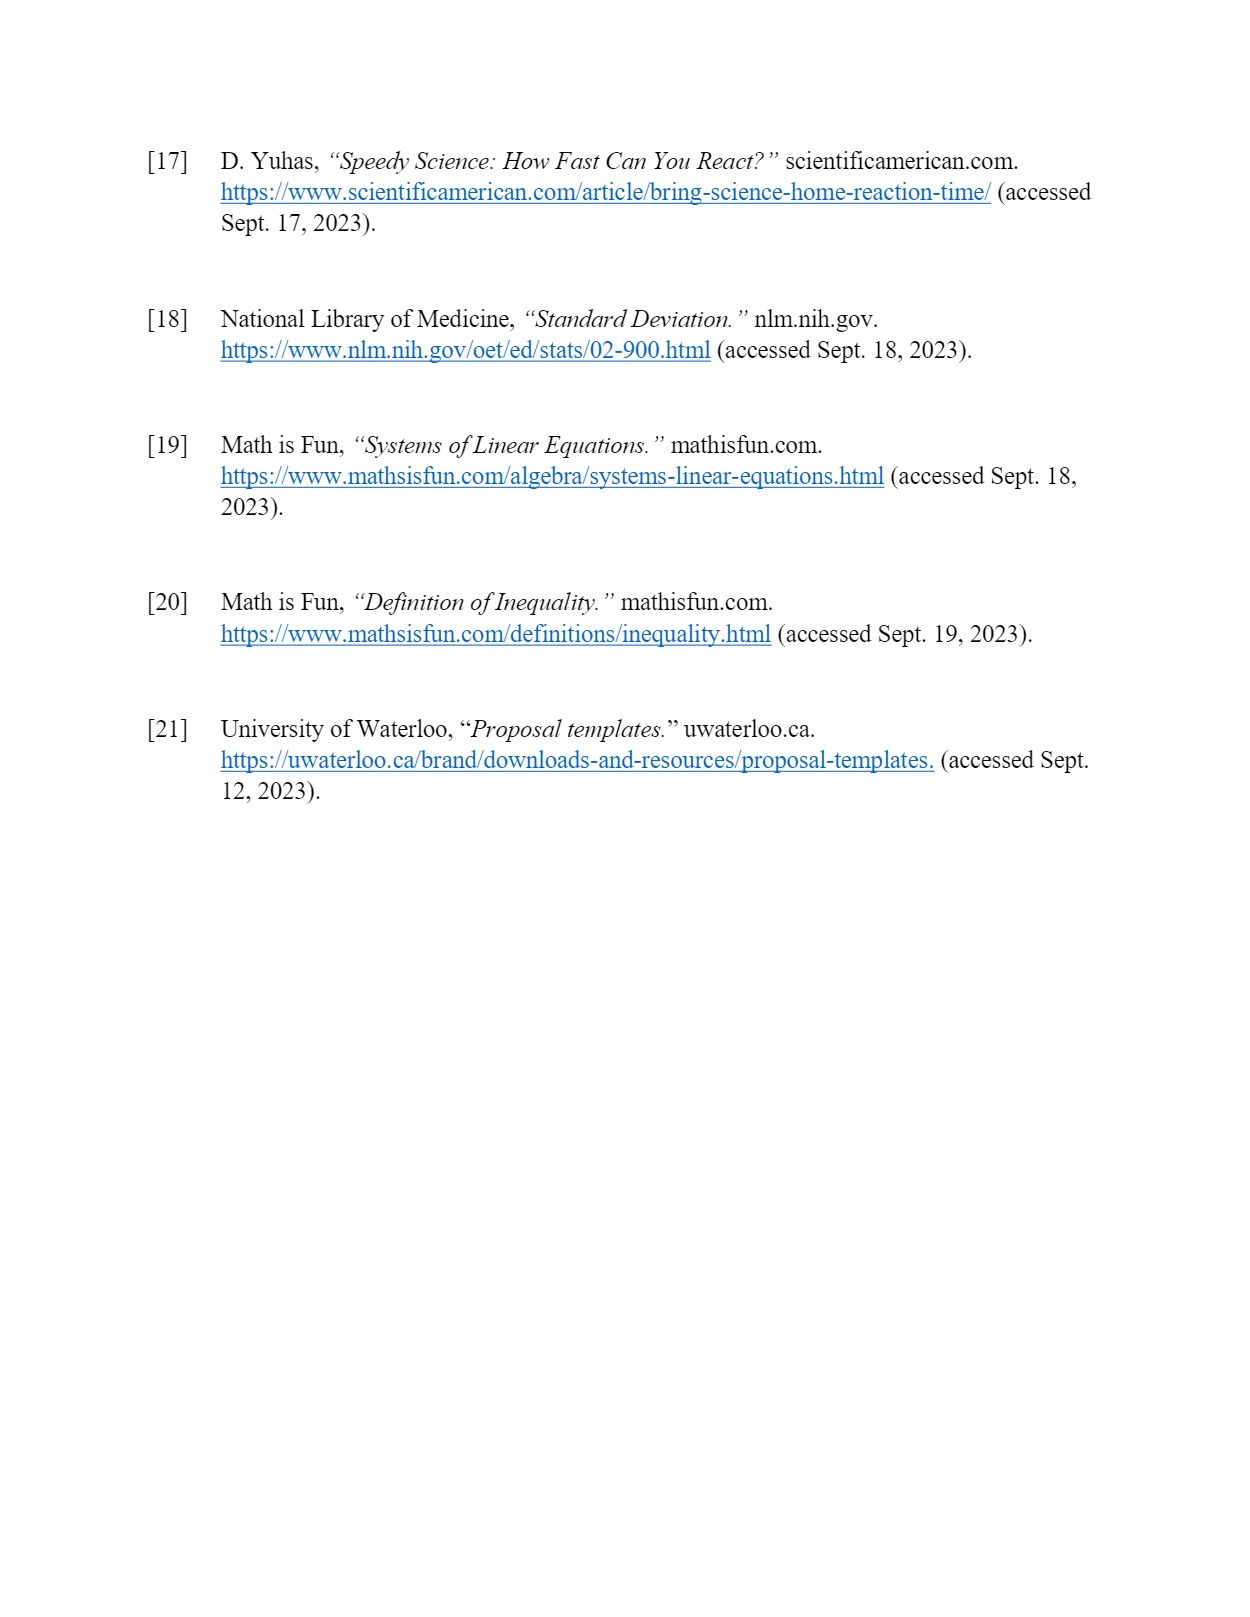 [17] D. Yuhas, “Speedy Science: How Fast Can You React?” scientificamerican.com.
https://www.scientificamerican.com/article/bring-science-home-reaction-time/ (accessed
Sept. 17, 2023).
[18] National Library of Medicine, “Standard Deviation.” nlm.nih.gov.
https://www.nlm.nih.gov/oet/ed/stats/02-900.html (accessed Sept. 18, 2023).
[19] Math is Fun, “Systems of Linear Equations.” mathisfun.com.
https://www.mathsisfun.com/algebra/systems-linear-equations.html (accessed Sept. 18,
2023).
[20] Math is Fun, “Definition of Inequality.” mathisfun.com.
https://www.mathsisfun.com/definitions/inequality.html (accessed Sept. 19, 2023).
[21] University of Waterloo, “Proposal templates.” uwaterloo.ca.
https://uwaterloo.ca/brand/downloads-and-resources/proposal-templates. (accessed Sept.
12, 2023).